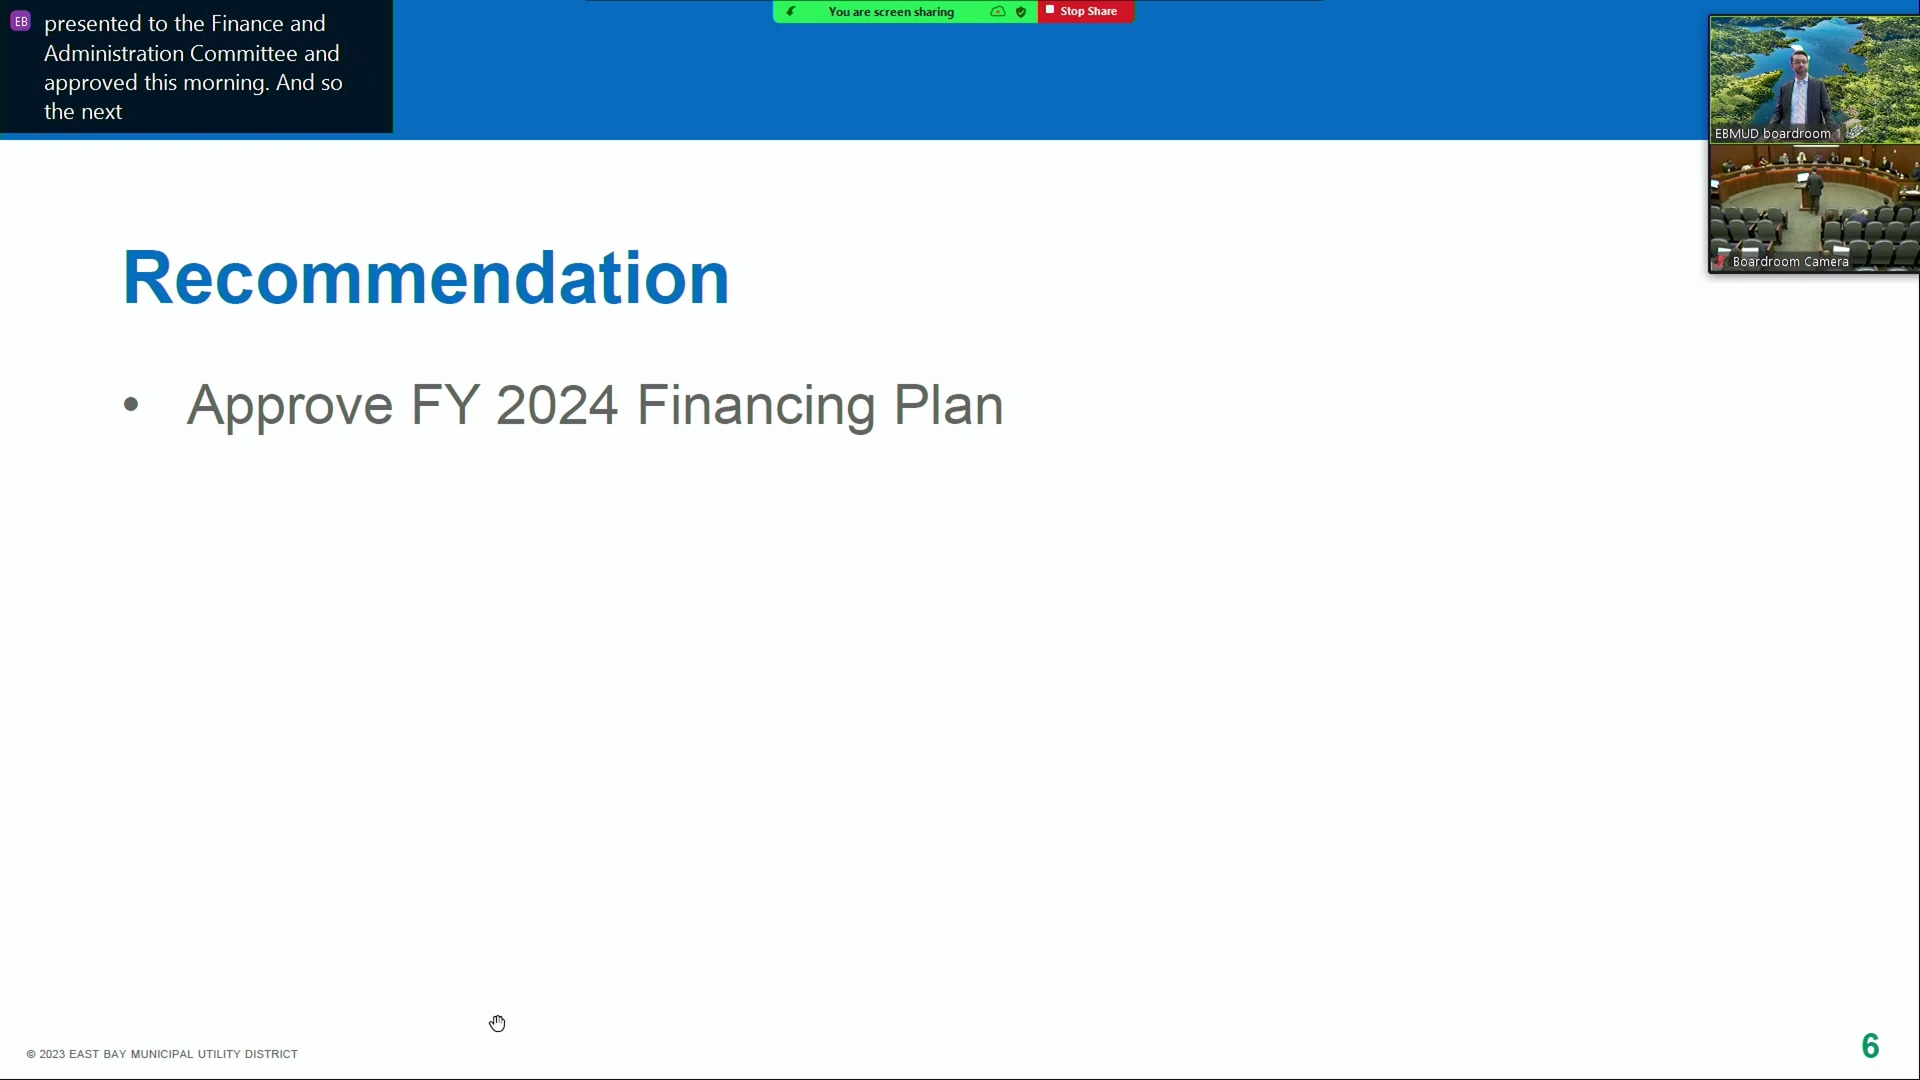 EB
presented to the Finance and
Administration Committee and
approved this morning. And so
the next
You are screen sharing
Stop Share
EBMUD boardroom 1
Boardroom Camera
Recommendation
• Approve FY 2024 Financing Plan
© 2023 EAST BAY MUNICIPAL UTILITY DISTRICT
6